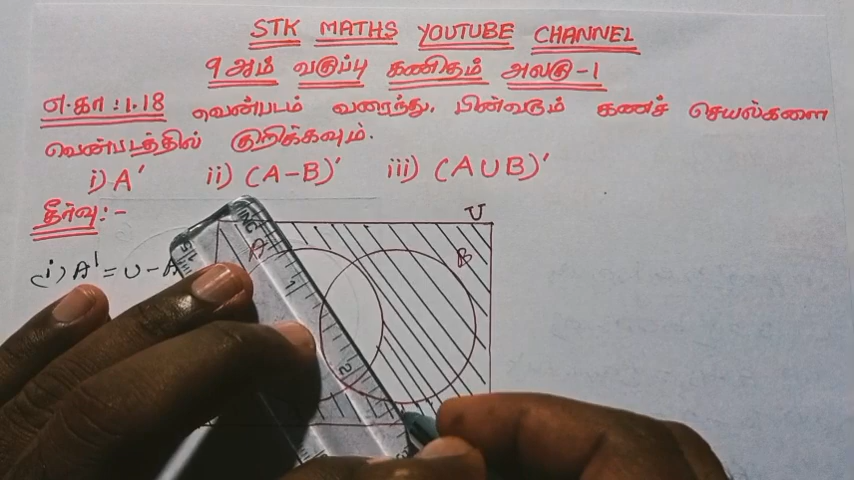 STK MATHS YOUTUBE CHANNEL
9 ஆம் வகுப்பு கணிதம் அலகு-1
எ.கா : 1.18 வென்படம் வரைந்து, பின்வரும் கணச் செயல்களை
வென்படத்தில் குறிக்கவும்.
i) A′ ii) (A-B)′ iii) (A∪B)′
தீர்வு:-
U
A B
(i) A′ = U - A